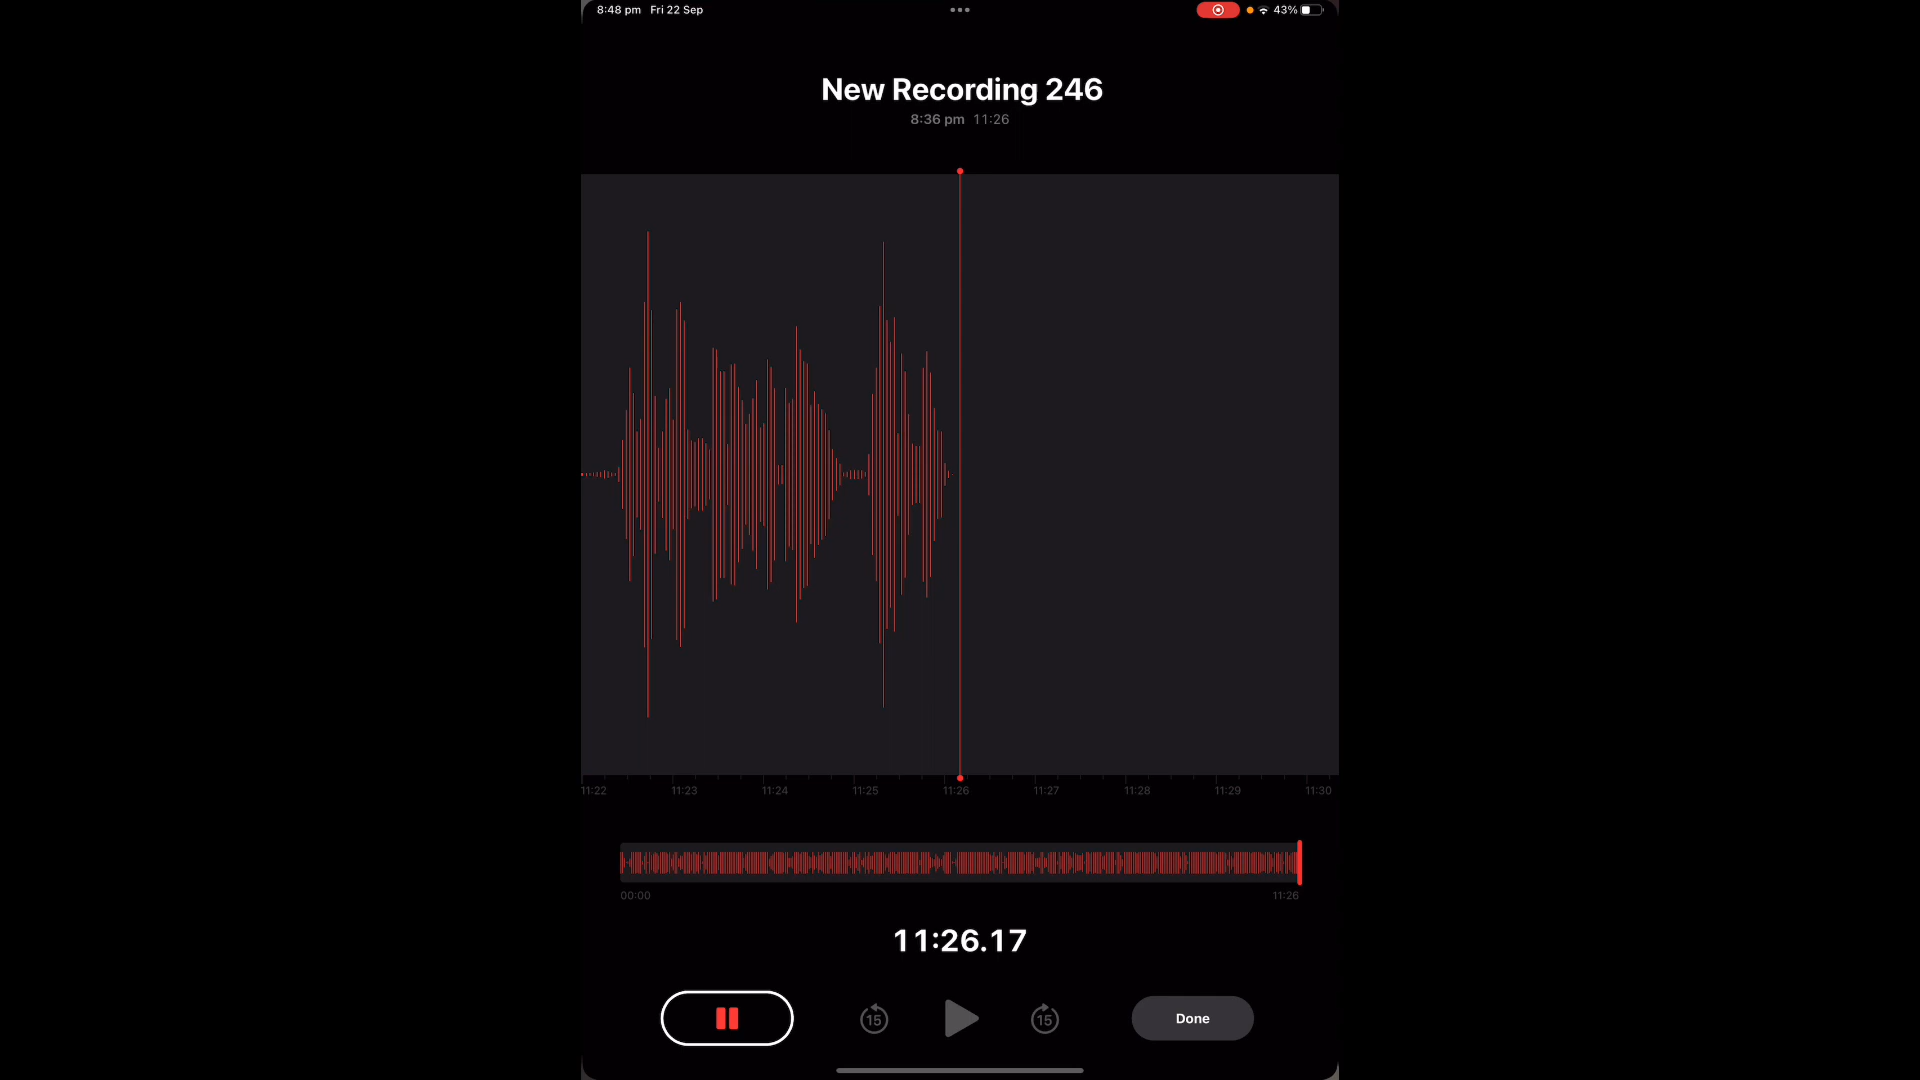 8:48 pm Fri 22 Sep
43%
New Recording 246
8:36 pm 11:26
11:22 11:23 11:24 11:25 11:26 11:27 11:28 11:29 11:30
00:00 11:26
11:26.17
15 15 Done